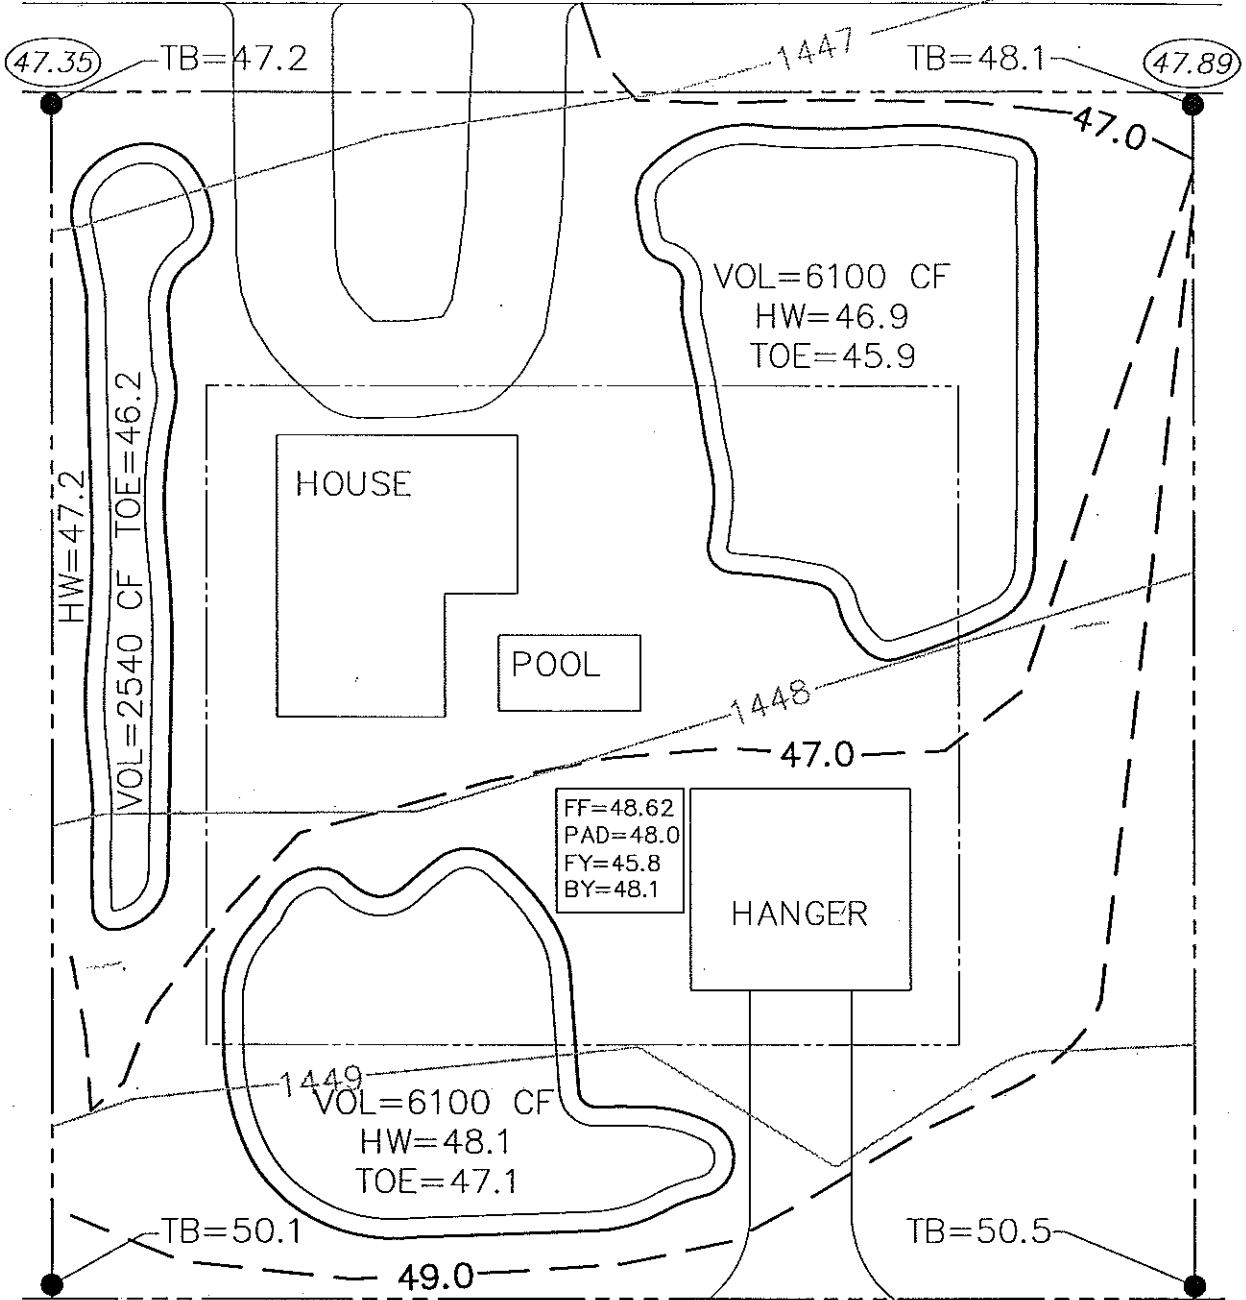 47.35
TB=47.2
1447
TB=48.1
47.89
47.0
VOL=6100 CF
HW=46.9
TOE=45.9
HW=47.2
VOL=2540 CF TOE=46.2
HOUSE
POOL
1448
47.0
FF=48.62
PAD=48.0
FY=45.8
BY=48.1
HANGER
1449
VOL=6100 CF
HW=48.1
TOE=47.1
TB=50.1
TB=50.5
49.0